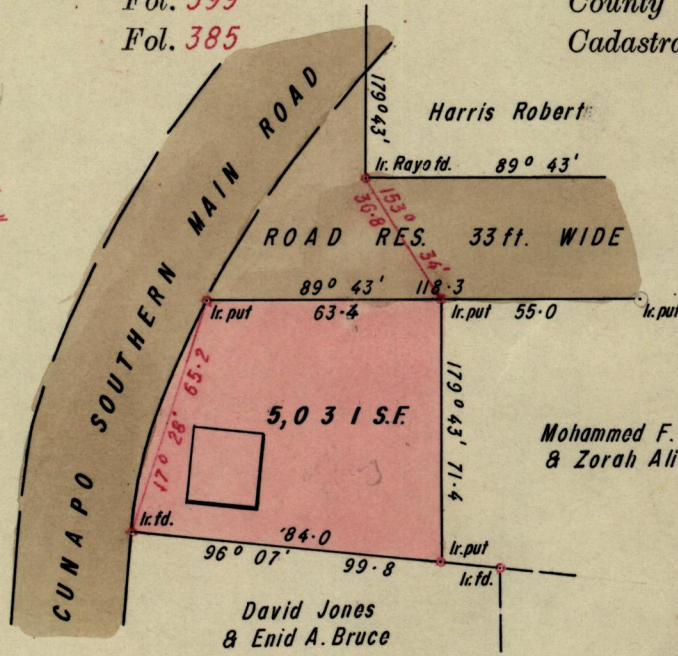 Fol. 399
County
Fol. 385
Cadastra
179° 43'
Harris Robert
Ir. Rayo fd.
89° 43'
CUNAPO SOUTHERN MAIN ROAD
153° 34'
36·8
ROAD RES. 33 ft. WIDE
89° 43'
118·3
Ir. put
63·4
Ir. put
55·0
Ir. put
17° 28' 65·2
5,031 S.F.
179° 43' 71·4
Mohammed F.
& Zorah Ali
Ir. fd.
84·0
96° 07'
99·8
Ir. put
Ir. fd.
David Jones
& Enid A. Bruce